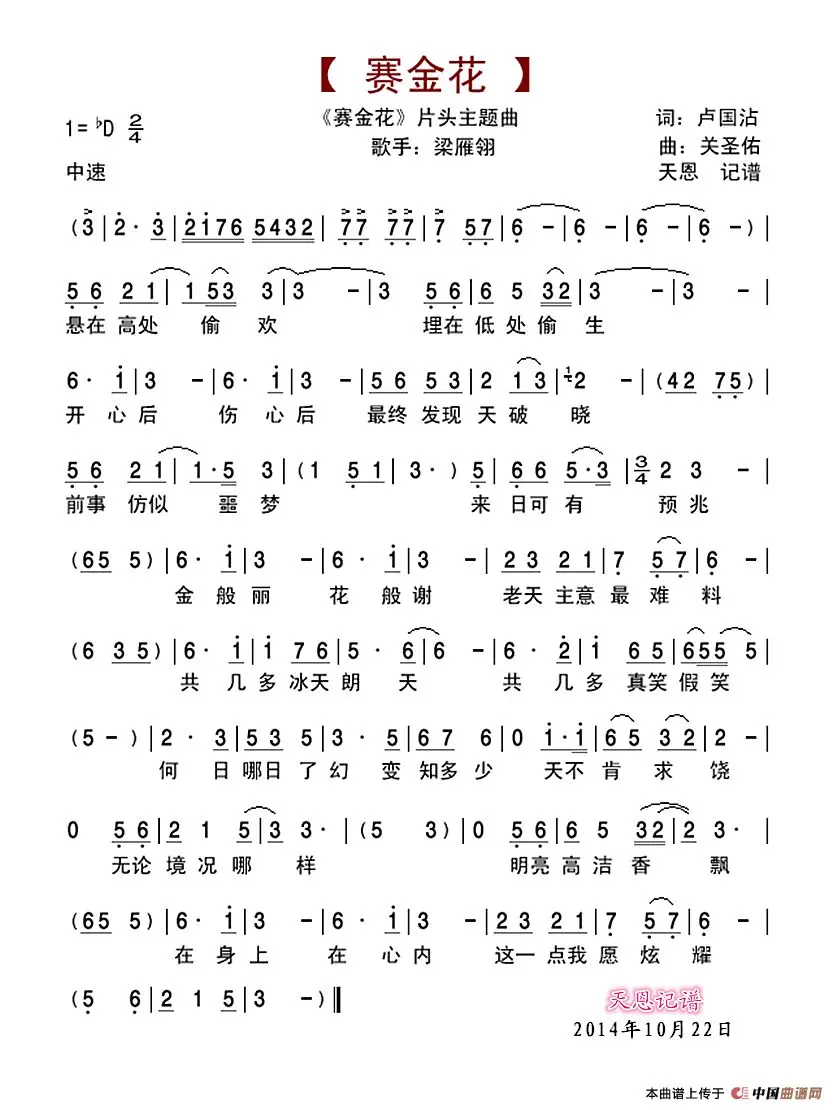 【 赛金花 】
《赛金花》片头主题曲
词：卢国沾
1=♭D 2/4
歌手：梁雁翎
曲：关圣佑
中速
天恩 记谱
(3|2· 3|2176 5432|77 77|7 57|6 -|6 -|6 -|6 -)|
56 21|153 3|3 -|3 56|6 5 32|3 -|3 -|
悬在 高处 偷 欢 埋在 低处 偷 生
6· 1|3 -|6· 1|3 -|56 53|2 13|12 -|(42 75)|
开 心后 伤 心后 最终 发现 天破 晓
56 21|1·5 3|(1 51|3·)5|66 5·3|3/4 2 3 -|
前事 仿似 噩梦 来 日可 有 预兆
(65 5)|6· 1|3 -|6· 1|3 -|23 21|7 57|6 -|
金 般 丽 花 般 谢 老天 主意 最 难 料
(6 35)|6· 1|1 76|5· 6|6 -|6· 2|1 65|655 5|
共 几 多 冰天 朗 天 共 几 多 真笑 假 笑
(5 -)|2· 3|53 5|3· 5|67 6|0 1·1|65 32|2 -|
何 日 哪日 了 幻 变 知多 少 天不 肯 求 饶
0 56|2 1 5|3 3·|(5 3)|0 56|6 5 32|2 3·|
无论 境 况 哪 样 明亮 高 洁 香 飘
(65 5)|6· 1|3 -|6· 1|3 -|23 21|7 57|6 -|
在 身 上 在 心 内 这一 点我 愿 炫 耀
(5 6|2 3|3 -)‖
天恩记谱
2014年10月22日
本曲谱上传于 中国曲谱网